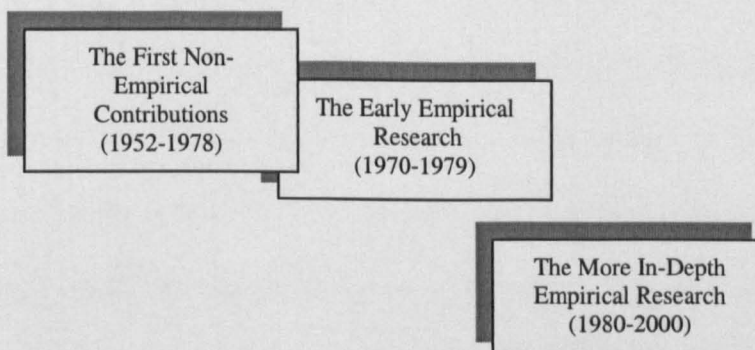 The First Non-
Empirical
Contributions
(1952-1978)
The Early Empirical
Research
(1970-1979)
The More In-Depth
Empirical Research
(1980-2000)